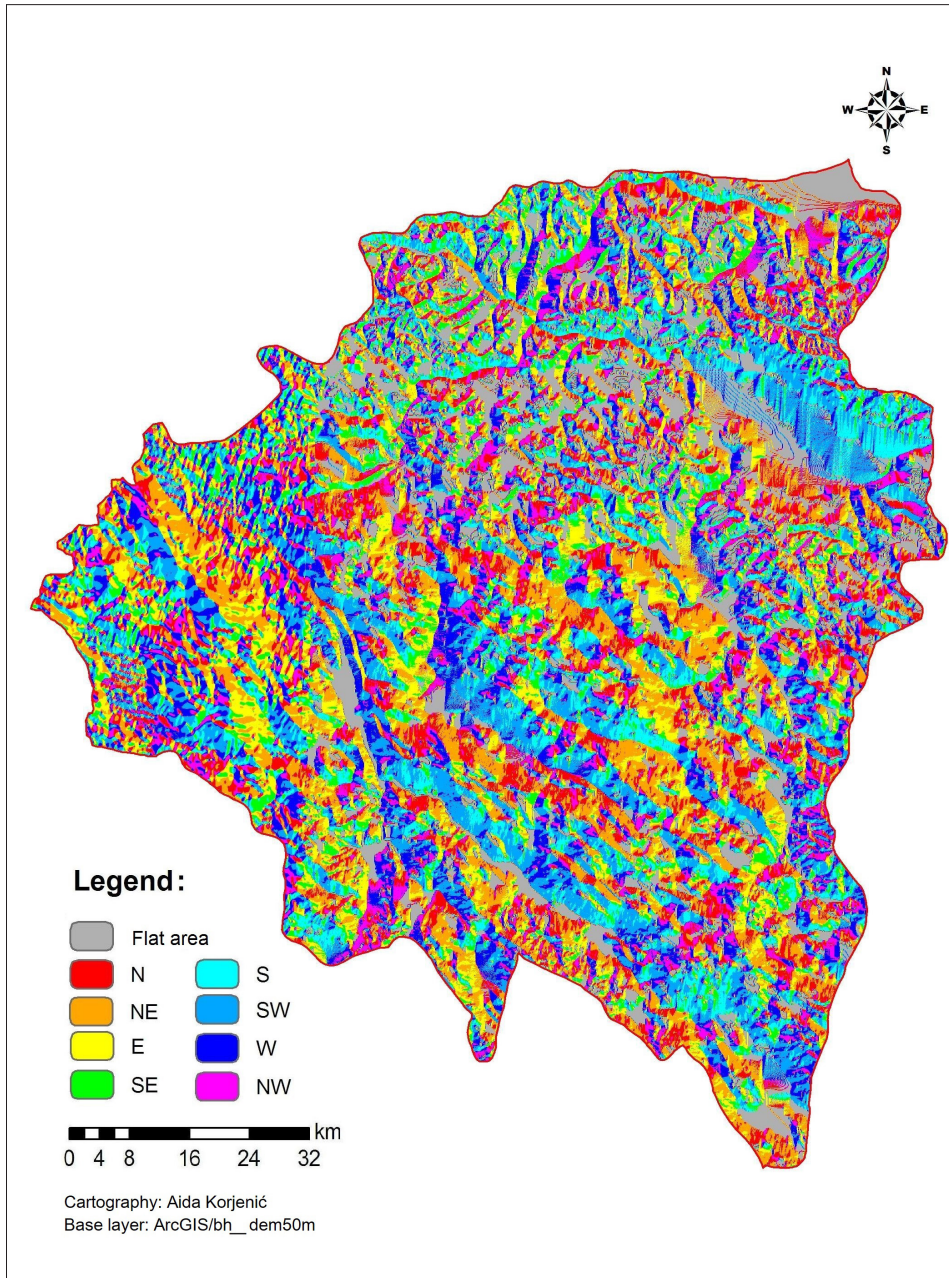 N
W E
S
Legend:
Flat area
N S
NE SW
E W
SE NW
km
0 4 8 16 24 32
Cartography: Aida Korjenić
Base layer: ArcGIS/bh__dem50m